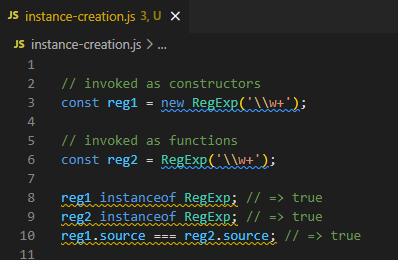 JS instance-creation.js 3, U ×
JS instance-creation.js > ...
1
2 // invoked as constructors
3 const reg1 = new RegExp('\\w+');
4
5 // invoked as functions
6 const reg2 = RegExp('\\w+');
7
8 reg1 instanceof RegExp; // => true
9 reg2 instanceof RegExp; // => true
10 reg1.source === reg2.source; // => true
11